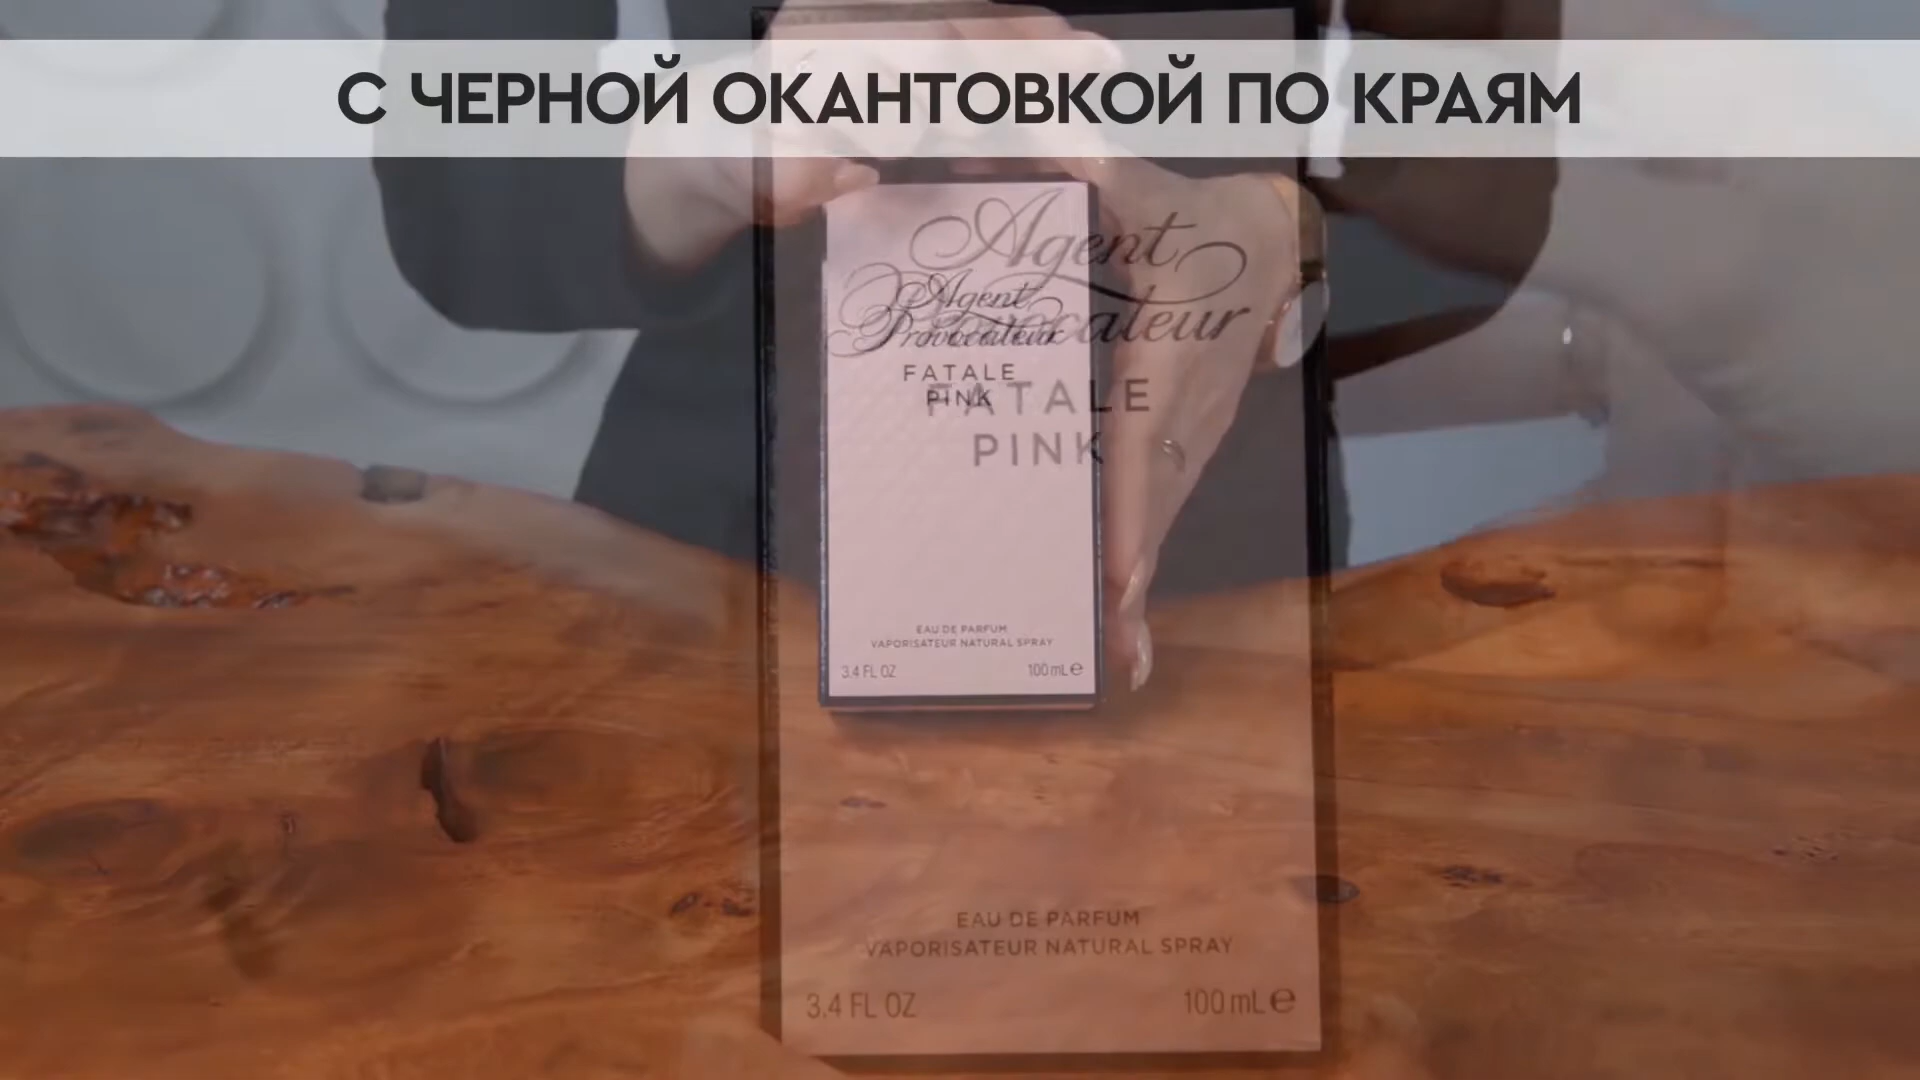 С ЧЕРНОЙ ОКАНТОВКОЙ ПО КРАЯМ
Agent
Provocateur
FATALE
PINK
EAU DE PARFUM
VAPORISATEUR NATURAL SPRAY
3.4 FL OZ 100 mL ℮
Agent
Provocateur
FATALE
PINK
EAU DE PARFUM
VAPORISATEUR NATURAL SPRAY
3.4 FL OZ 100 mL ℮